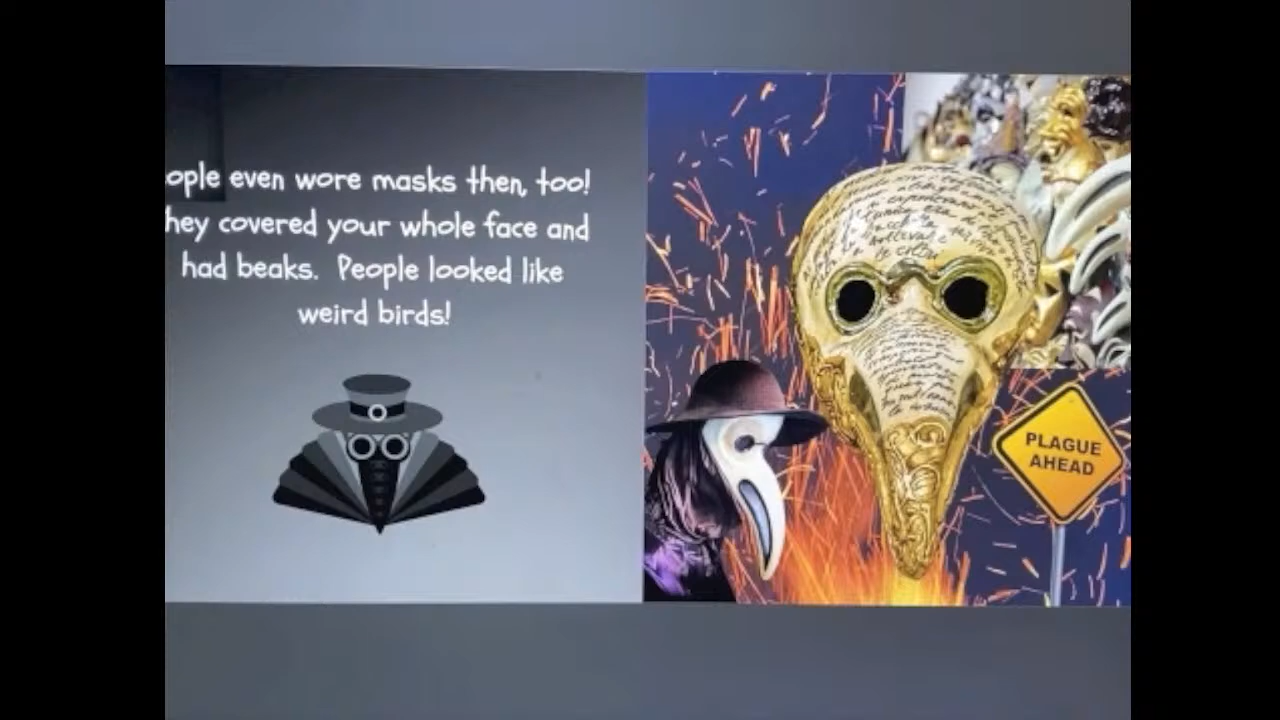 ople even wore masks then, too!
hey covered your whole face and
had beaks. People looked like
weird birds!
PLAGUE
AHEAD